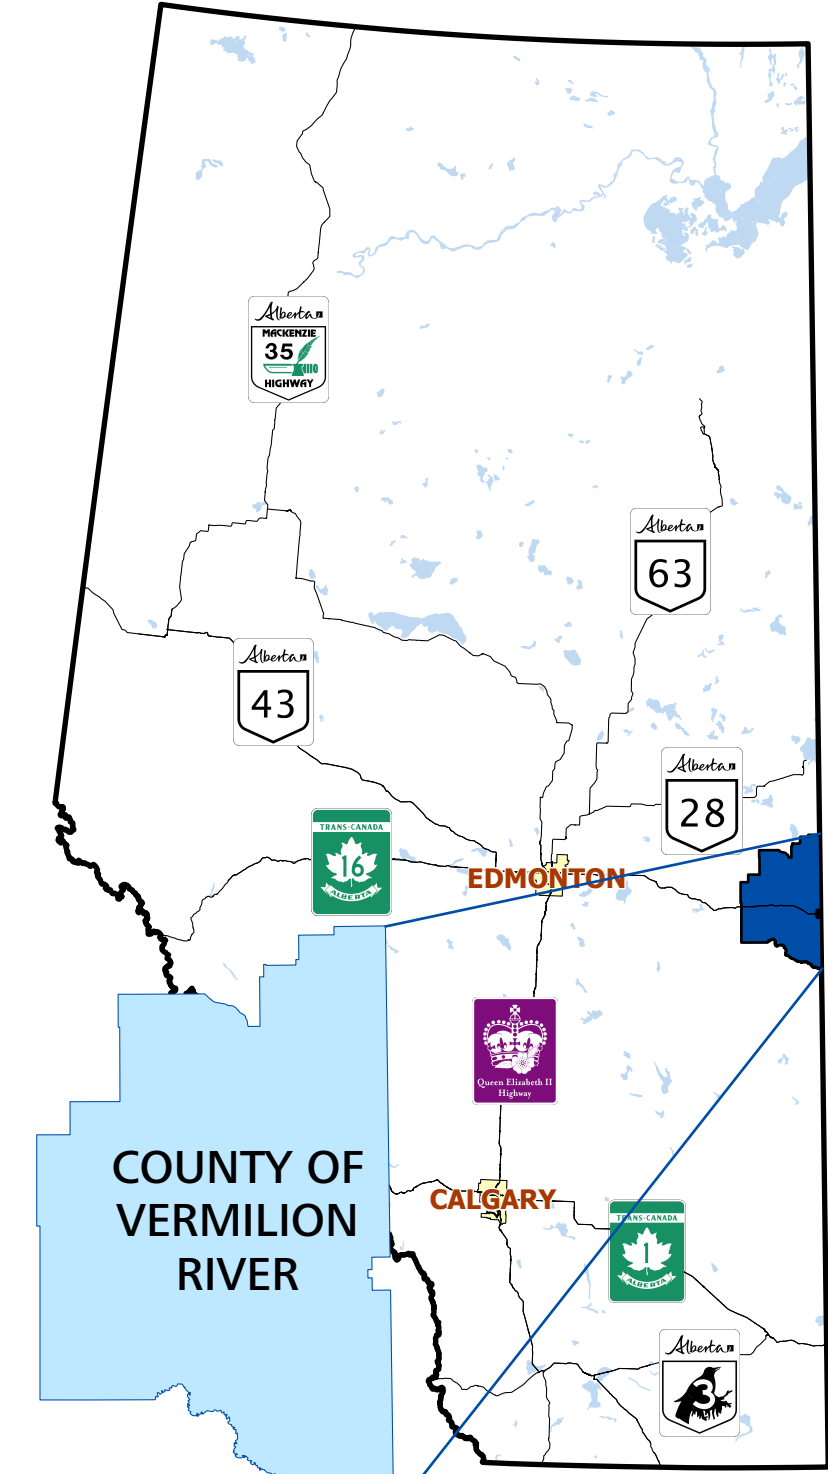 Alberta
MACKENZIE
35
HIGHWAY
Alberta
63
Alberta
43
Alberta
28
TRANS-CANADA
16
ALBERTA
EDMONTON
Queen Elizabeth II
Highway
COUNTY OF
VERMILION
RIVER
CALGARY
TRANS-CANADA
1
ALBERTA
Alberta
3